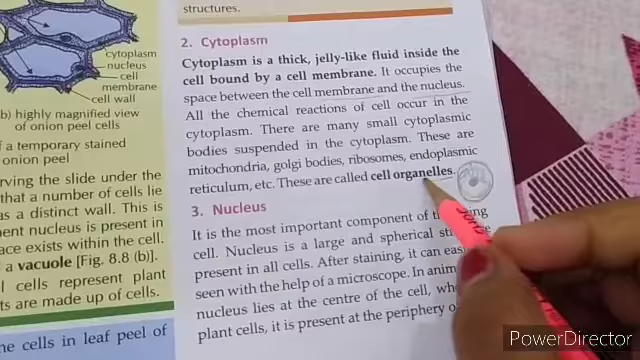 cytoplasm
nucleus
cell
membrane
cell wall
b) highly magnified view
of onion peel cells
f a temporary stained
onion peel
rving the slide under the
that a number of cells lie
as a distinct wall. This is
nent nucleus is present in
ace exists within the cell.
a vacuole [Fig. 8.8 (b)].
l cells represent plant
ts are made up of cells.
ne cells in leaf peel of
structures.
2. Cytoplasm
Cytoplasm is a thick, jelly-like fluid inside the
cell bound by a cell membrane. It occupies the
space between the cell membrane and the nucleus.
All the chemical reactions of cell occur in the
cytoplasm. There are many small cytoplasmic
bodies suspended in the cytoplasm. These are
mitochondria, golgi bodies, ribosomes, endoplasmic
reticulum, etc. These are called cell organelles.
3. Nucleus
It is the most important component of
cell. Nucleus is a large and spherical
present in all cells. After staining, it can
seen with the help of a microscope. In
nucleus lies at the centre of the cell,
plant cells, it is present at the periphery
PowerDirector